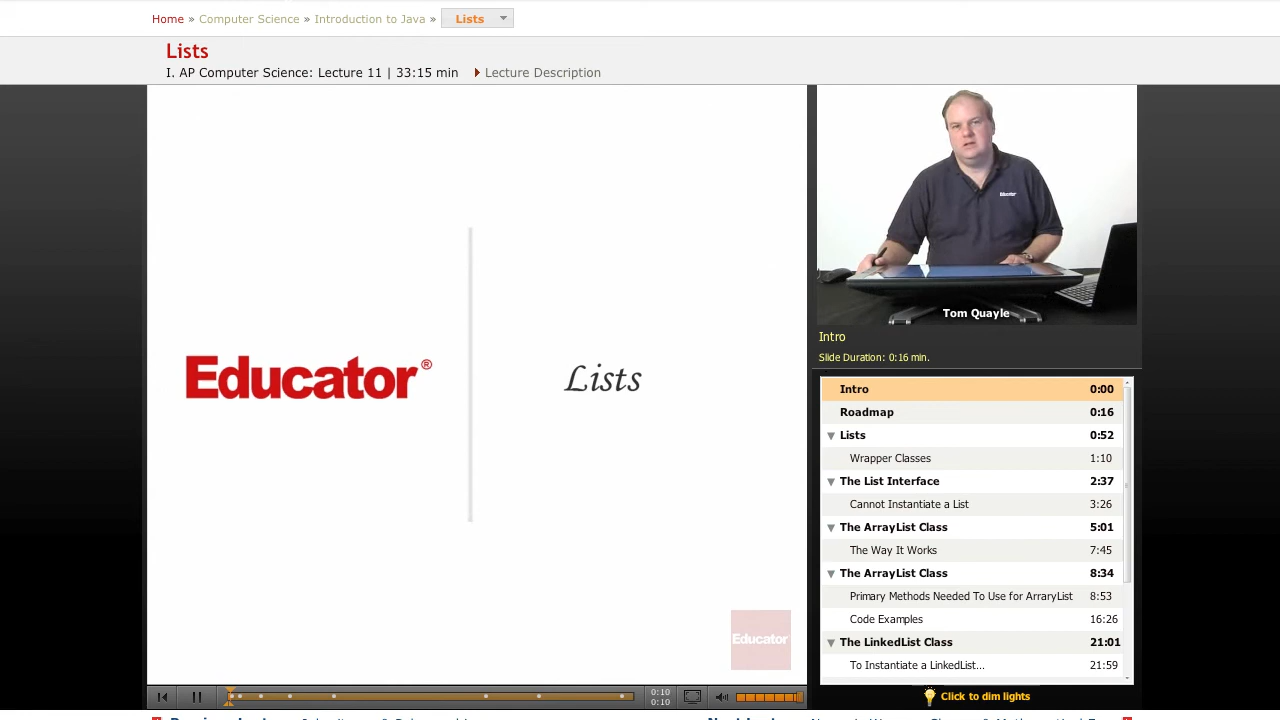 Home » Computer Science » Introduction to Java » Lists
Lists
I. AP Computer Science: Lecture 11 | 33:15 min Lecture Description
Educator®
Lists
Educator
Educator
Tom Quayle
Intro
Slide Duration: 0:16 min.
Intro 0:00
Roadmap 0:16
Lists 0:52
Wrapper Classes 1:10
The List Interface 2:37
Cannot Instantiate a List 3:26
The ArrayList Class 5:01
The Way It Works 7:45
The ArrayList Class 8:34
Primary Methods Needed To Use for ArraryList 8:53
Code Examples 16:26
The LinkedList Class 21:01
To Instantiate a LinkedList... 21:59
0:10
0:10
Click to dim lights